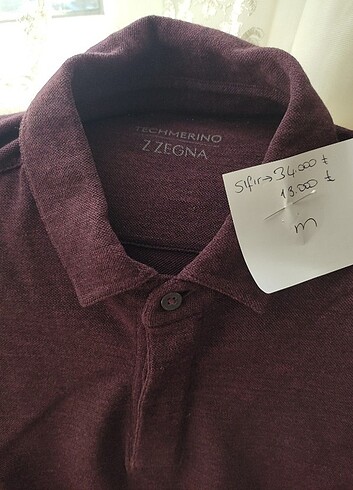 TECHMERINO
Z ZEGNA
Sıfır→34.000 ₺
18.000 ₺
M